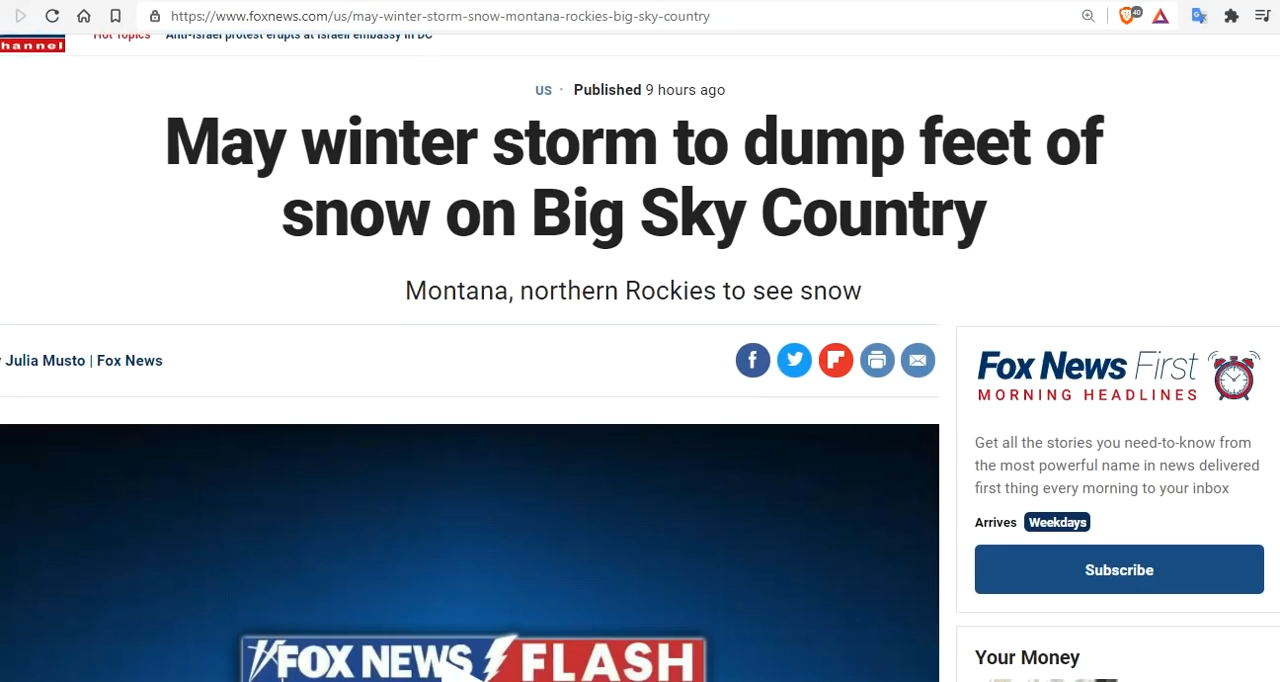 https://www.foxnews.com/us/may-winter-storm-snow-montana-rockies-big-sky-country
40
hannel
Hot Topics Anti-Israel protest erupts at Israeli embassy in DC
US · Published 9 hours ago
May winter storm to dump feet of
snow on Big Sky Country
Montana, northern Rockies to see snow
Julia Musto | Fox News
Fox News First
MORNING HEADLINES
Get all the stories you need-to-know from
the most powerful name in news delivered
first thing every morning to your inbox
Arrives Weekdays
Subscribe
FOX NEWS FLASH
Your Money